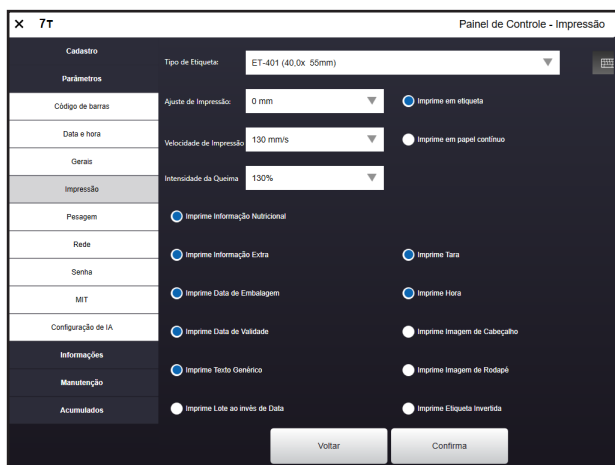 ✕ 7T Painel de Controle - Impressão
Cadastro
Parâmetros
Código de barras
Data e hora
Gerais
Impressão
Pesagem
Rede
Senha
MIT
Configuração de IA
Informações
Manutenção
Acumulados
Tipo de Etiqueta: ET-401 (40,0x 55mm)
Ajuste de Impressão: 0 mm Imprime em etiqueta
Velocidade de Impressão 130 mm/s Imprime em papel contínuo
Intensidade da Queima 130%
Imprime Informação Nutricional
Imprime Informação Extra Imprime Tara
Imprime Data de Embalagem Imprime Hora
Imprime Data de Validade Imprime Imagem de Cabeçalho
Imprime Texto Genérico Imprime Imagem de Rodapé
Imprime Lote ao invés de Data Imprime Etiqueta Invertida
Voltar Confirma